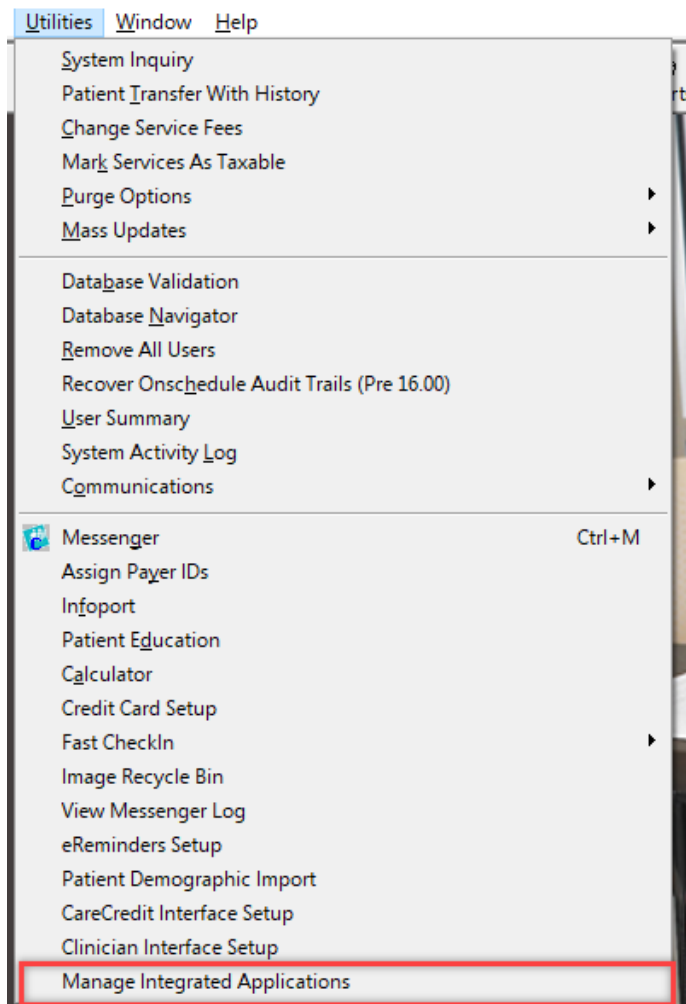 Utilities Window Help
System Inquiry
Patient Transfer With History
Change Service Fees
Mark Services As Taxable
Purge Options
Mass Updates
Database Validation
Database Navigator
Remove All Users
Recover Onschedule Audit Trails (Pre 16.00)
User Summary
System Activity Log
Communications
Messenger Ctrl+M
Assign Payer IDs
Infoport
Patient Education
Calculator
Credit Card Setup
Fast CheckIn
Image Recycle Bin
View Messenger Log
eReminders Setup
Patient Demographic Import
CareCredit Interface Setup
Clinician Interface Setup
Manage Integrated Applications